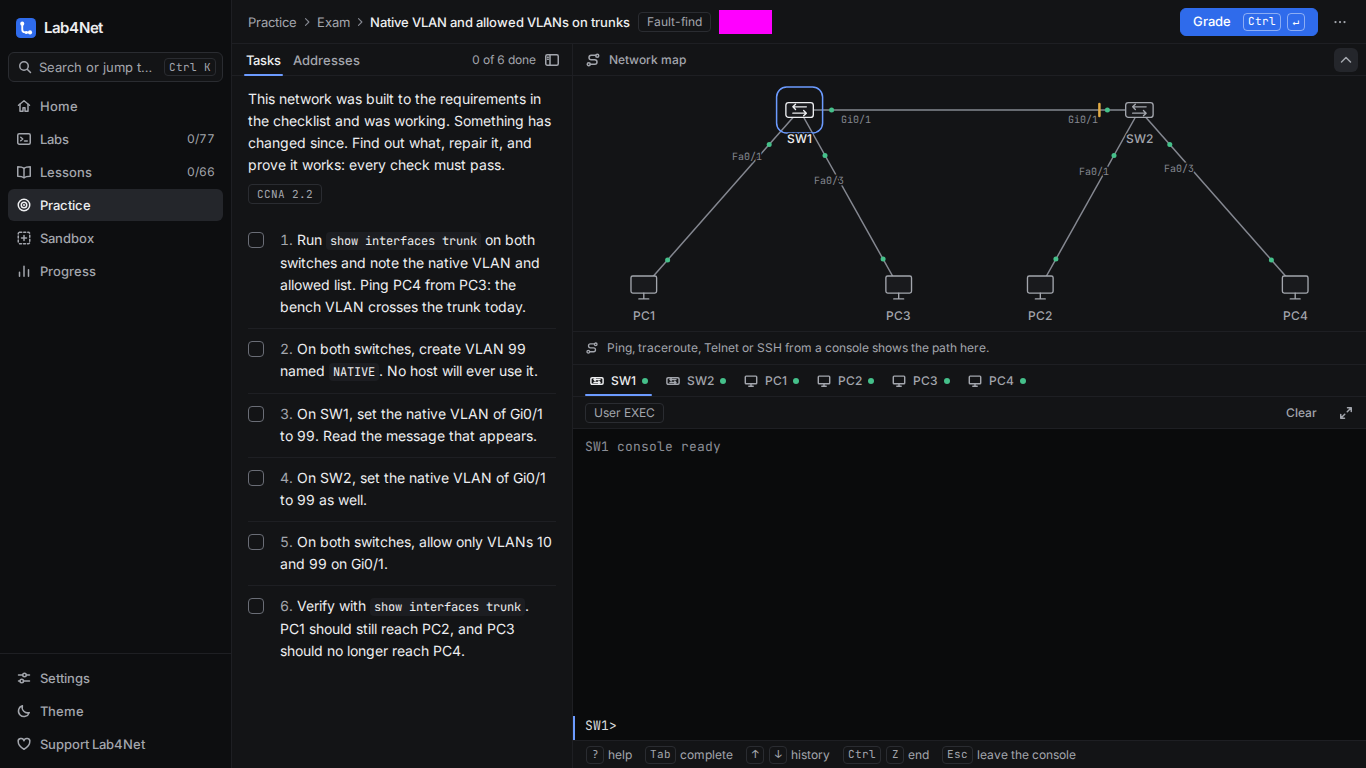 Lab4Net
Search or jump t... Ctrl K
Home
Labs 0/77
Lessons 0/66
Practice
Sandbox
Progress
Settings
Theme
Support Lab4Net
Practice > Exam > Native VLAN and allowed VLANs on trunks Fault-find
Grade Ctrl ↵
Tasks Addresses 0 of 6 done
This network was built to the requirements in
the checklist and was working. Something has
changed since. Find out what, repair it, and
prove it works: every check must pass.
CCNA 2.2
1. Run show interfaces trunk on both
switches and note the native VLAN and
allowed list. Ping PC4 from PC3: the
bench VLAN crosses the trunk today.
2. On both switches, create VLAN 99
named NATIVE. No host will ever use it.
3. On SW1, set the native VLAN of Gi0/1
to 99. Read the message that appears.
4. On SW2, set the native VLAN of Gi0/1
to 99 as well.
5. On both switches, allow only VLANs 10
and 99 on Gi0/1.
6. Verify with show interfaces trunk.
PC1 should still reach PC2, and PC3
should no longer reach PC4.
Network map
Gi0/1 Gi0/1
SW1 SW2
Fa0/1 Fa0/3 Fa0/1 Fa0/3
PC1 PC3 PC2 PC4
Ping, traceroute, Telnet or SSH from a console shows the path here.
SW1 SW2 PC1 PC2 PC3 PC4
User EXEC Clear
SW1 console ready
SW1>
? help Tab complete ↑ ↓ history Ctrl Z end Esc leave the console